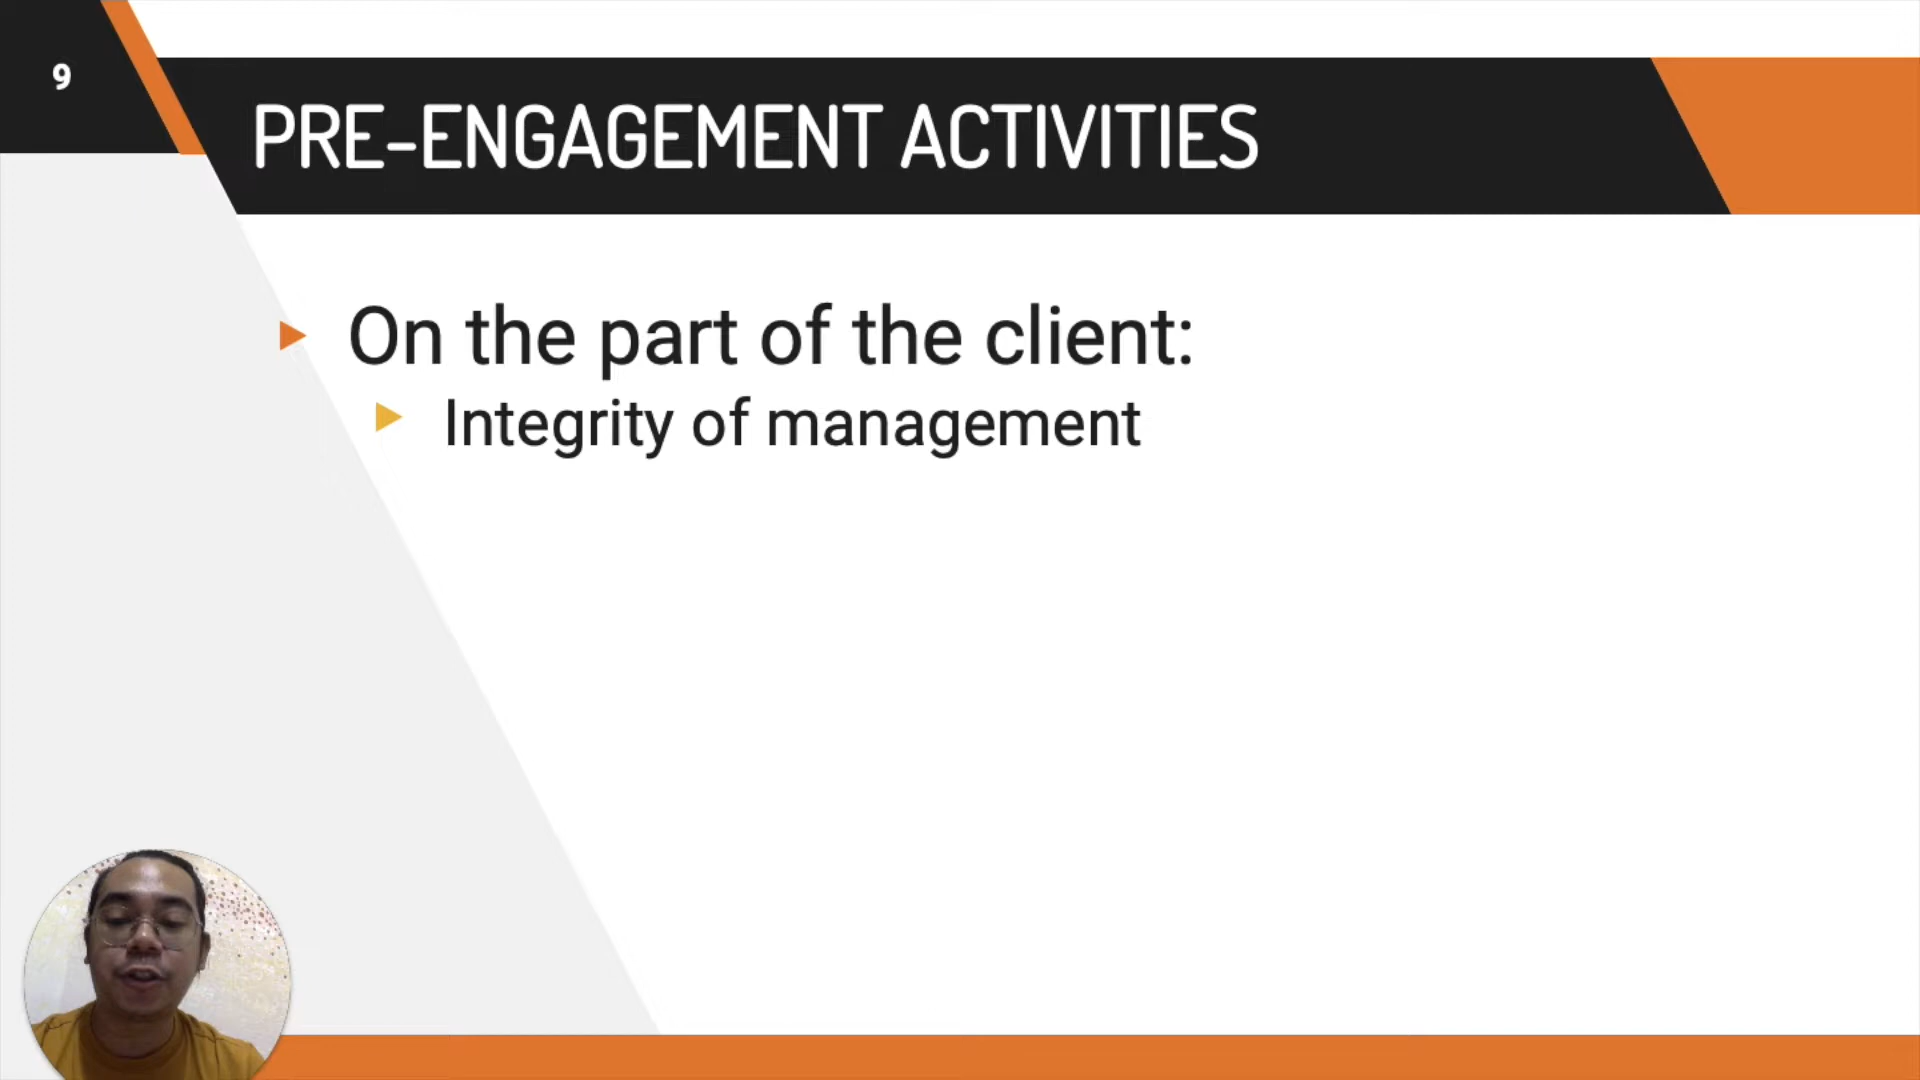 9
PRE-ENGAGEMENT ACTIVITIES
On the part of the client:
Integrity of management